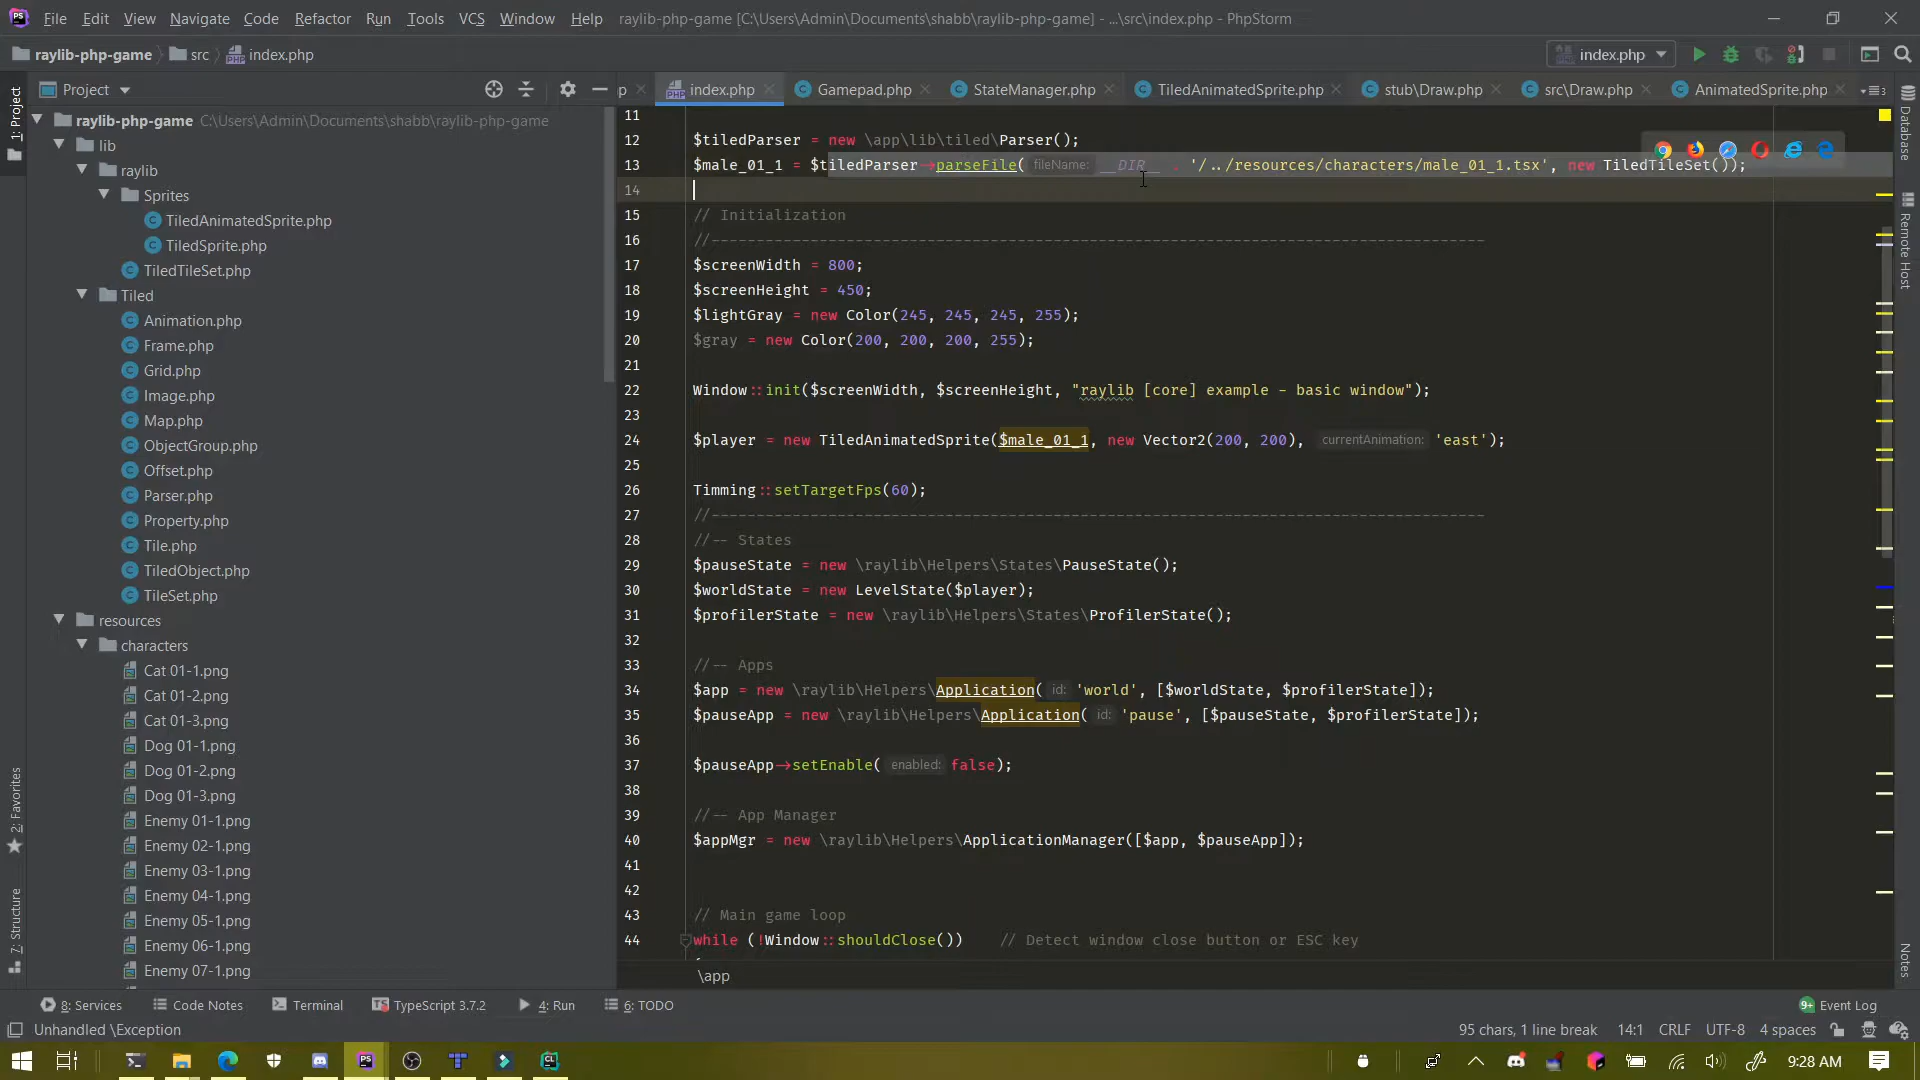 File Edit View Navigate Code Refactor Run Tools VCS Window Help raylib-php-game [C:\Users\Admin\Documents\shabb\raylib-php-game] - ...\src\index.php - PhpStorm
raylib-php-game src index.php index.php
Project
index.php Gamepad.php StateManager.php TiledAnimatedSprite.php stub\Draw.php src\Draw.php AnimatedSprite.php
raylib-php-game C:\Users\Admin\Documents\shabb\raylib-php-game
lib
raylib
Sprites
TiledAnimatedSprite.php
TiledSprite.php
TiledTileSet.php
Tiled
Animation.php
Frame.php
Grid.php
Image.php
Map.php
ObjectGroup.php
Offset.php
Parser.php
Property.php
Tile.php
TiledObject.php
TileSet.php
resources
characters
Cat 01-1.png
Cat 01-2.png
Cat 01-3.png
Dog 01-1.png
Dog 01-2.png
Dog 01-3.png
Enemy 01-1.png
Enemy 02-1.png
Enemy 03-1.png
Enemy 04-1.png
Enemy 05-1.png
Enemy 06-1.png
Enemy 07-1.png
11
12 $tiledParser = new \app\lib\tiled\Parser();
13 $male_01_1 = $tiledParser->parseFile( fileName: __DIR__ . '/../resources/characters/male_01_1.tsx', new TiledTileSet());
14
15 // Initialization
16 //--------------------------------------------------------------------------------------
17 $screenWidth = 800;
18 $screenHeight = 450;
19 $lightGray = new Color(245, 245, 245, 255);
20 $gray = new Color(200, 200, 200, 255);
21
22 Window::init($screenWidth, $screenHeight, "raylib [core] example - basic window");
23
24 $player = new TiledAnimatedSprite($male_01_1, new Vector2(200, 200), currentAnimation: 'east');
25
26 Timming::setTargetFps(60);
27 //--------------------------------------------------------------------------------------
28 //-- States
29 $pauseState = new \raylib\Helpers\States\PauseState();
30 $worldState = new LevelState($player);
31 $profilerState = new \raylib\Helpers\States\ProfilerState();
32
33 //-- Apps
34 $app = new \raylib\Helpers\Application( id: 'world', [$worldState, $profilerState]);
35 $pauseApp = new \raylib\Helpers\Application( id: 'pause', [$pauseState, $profilerState]);
36
37 $pauseApp->setEnable( enabled: false);
38
39 //-- App Manager
40 $appMgr = new \raylib\Helpers\ApplicationManager([$app, $pauseApp]);
41
42
43 // Main game loop
44 while (!Window::shouldClose()) // Detect window close button or ESC key
\app
1: Project
2: Favorites
7: Structure
Database
Remote Host
Notes
8: Services Code Notes Terminal TypeScript 3.7.2 4: Run 6: TODO 9+ Event Log
Unhandled \Exception 95 chars, 1 line break 14:1 CRLF UTF-8 4 spaces
9:28 AM